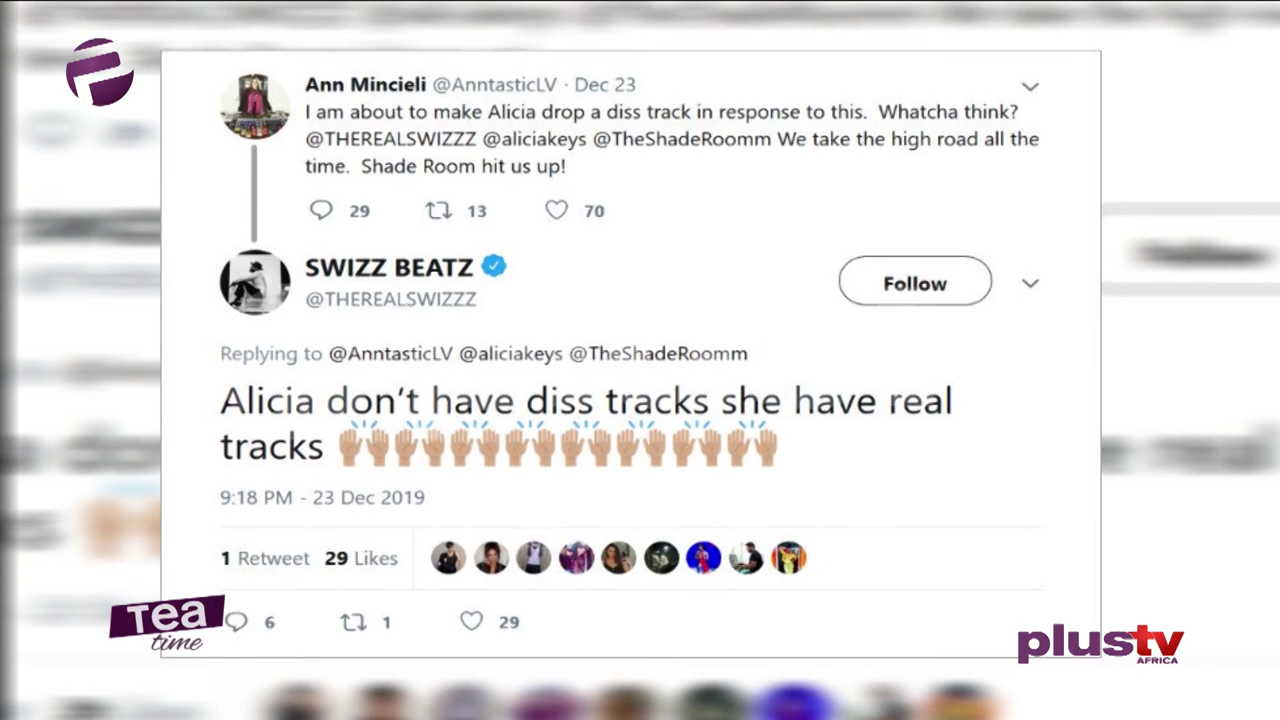 Ann Mincieli @AnntasticLV · Dec 23
I am about to make Alicia drop a diss track in response to this. Whatcha think?
@THEREALSWIZZZ @aliciakeys @TheShadeRoomm We take the high road all the
time. Shade Room hit us up!
29 13 70
SWIZZ BEATZ
@THEREALSWIZZZ
Follow
Replying to @AnntasticLV @aliciakeys @TheShadeRoomm
Alicia don't have diss tracks she have real
tracks 🙌🏽🙌🏽🙌🏽🙌🏽🙌🏽🙌🏽🙌🏽🙌🏽
9:18 PM - 23 Dec 2019
1 Retweet 29 Likes
6 1 29
Tea
time
plustv
AFRICA